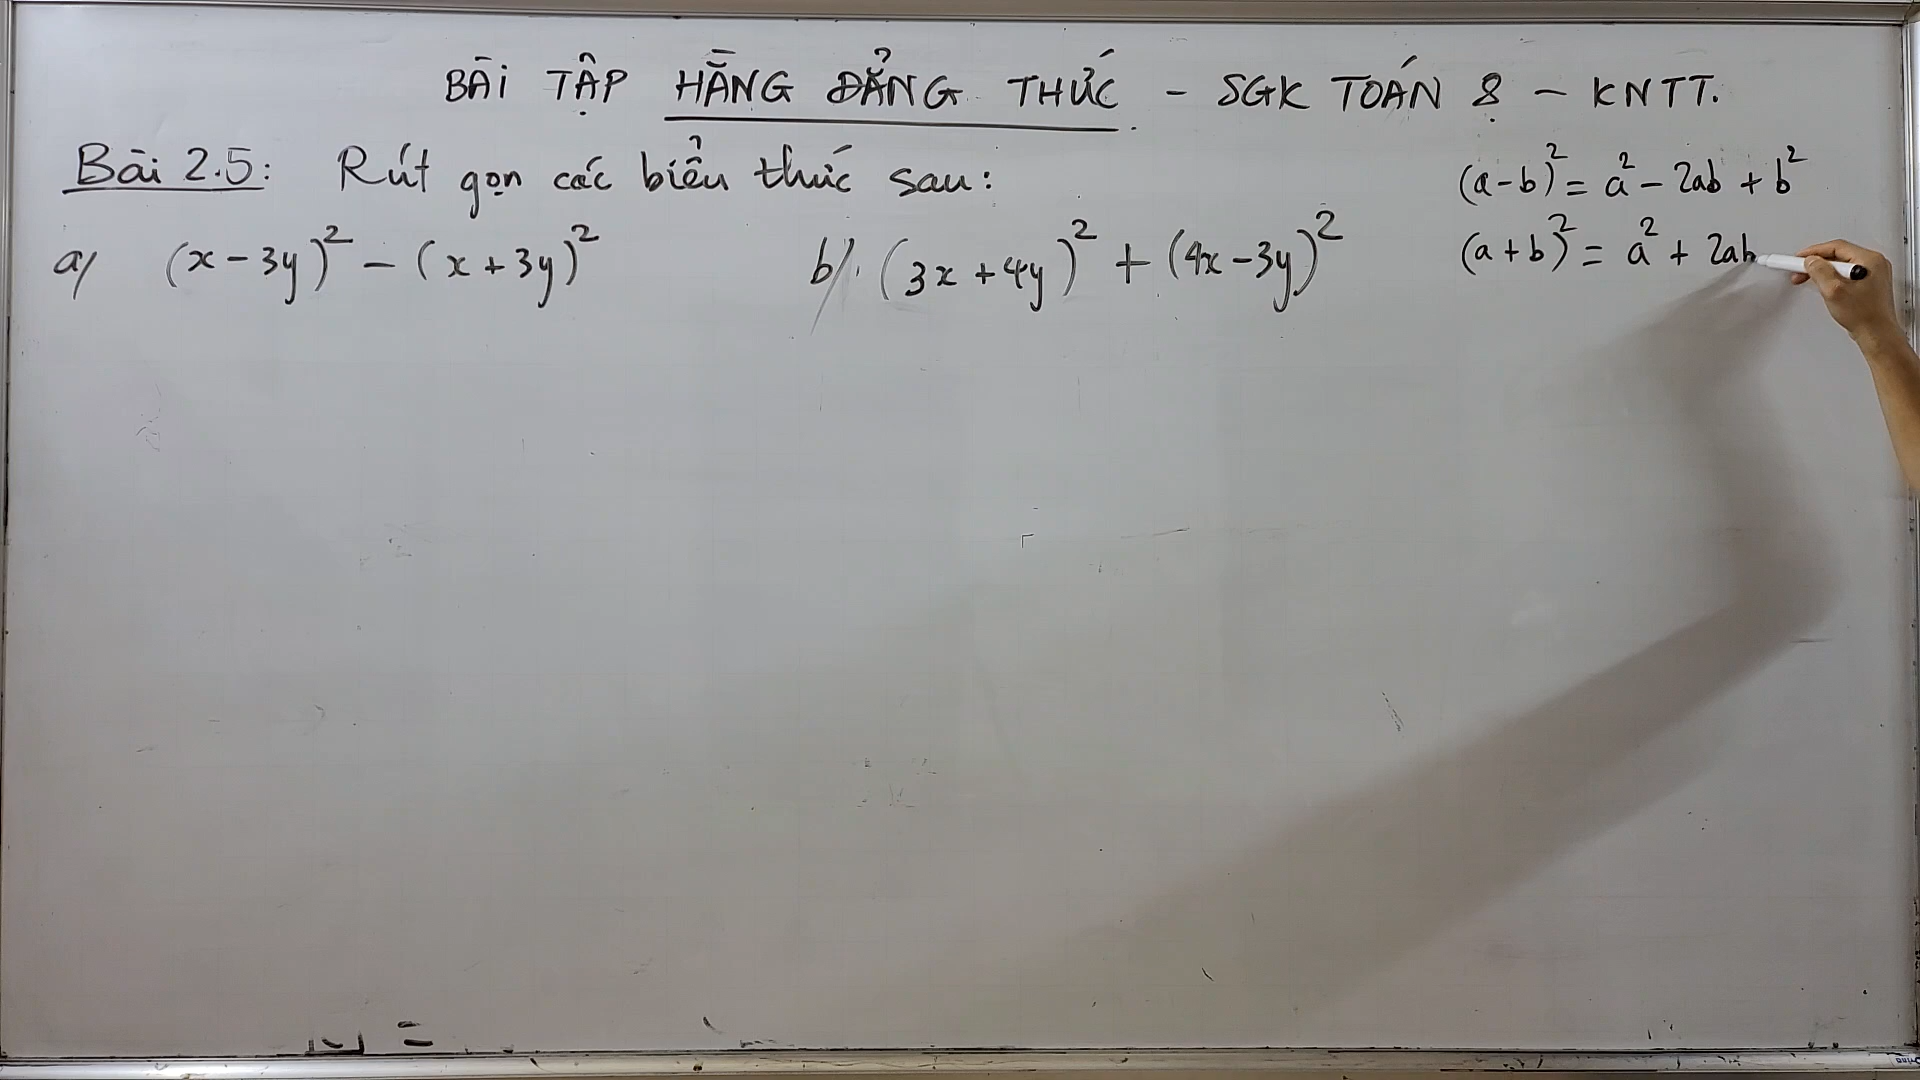 BÀI TẬP HẰNG ĐẲNG THỨC - SGK TOÁN 8 - KNTT.
Bài 2.5: Rút gọn các biểu thức sau:
(a-b)² = a² - 2ab + b²
(a+b)² = a² + 2ab
a/ (x-3y)² - (x+3y)²
b/. (3x+4y)² + (4x-3y)²